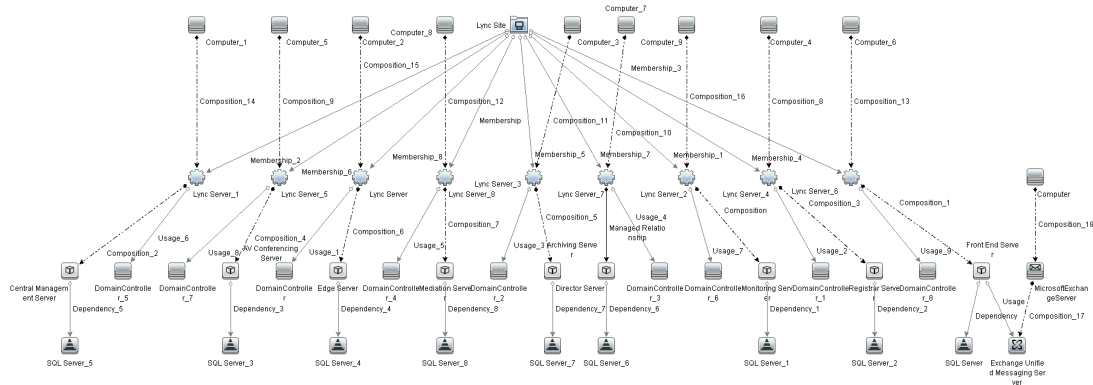 Computer_7
Lync Site
Computer_1
Computer_5
Computer_2
Computer_8
Computer_3
Computer_9
Computer_4
Computer_6
Composition_15
Membership_3
Composition_14
Composition_9
Composition_12
Composition_16
Composition_8
Composition_13
Membership
Composition_11
Composition_10
Membership_2
Membership_6
Membership_8
Membership_5
Membership_7
Membership_1
Membership_4
Lync Server_1
Lync Server_5
Lync Server
Lync Server_8
Lync Server_3
Lync Server_7
Lync Server_2
Lync Server_4
Lync Server_6
Computer
Composition_2
Usage_6
Usage_8
Composition_4
Usage_1
Composition_6
Usage_5
Composition_7
Usage_3
Composition_5
Usage_4
Managed Relatio
nship
Usage_7
Composition
Usage_2
Composition_3
Usage_9
Composition_1
Composition_18
AV Conferencing
Server
Archiving Serve
r
Front End Serve
r
Central Managem
ent Server
DomainControlle
r_5
DomainControlle
r_7
DomainControlle
r
Edge Server
DomainControlle
r_4
Mediation Server
DomainControlle
r_2
Director Server
DomainControlle
r_3
DomainControlle
r_6
Monitoring Serv
er
DomainControlle
r_1
Registrar Server
DomainControlle
r_8
MicrosoftExchan
geServer
Dependency_5
Dependency_3
Dependency_4
Dependency_8
Dependency_7
Dependency_6
Dependency_1
Dependency_2
Dependency
Usage
Composition_17
SQL Server_5
SQL Server_3
SQL Server_4
SQL Server_8
SQL Server_7
SQL Server_6
SQL Server_1
SQL Server_2
SQL Server
Exchange Unifie
d Messaging Ser
ver